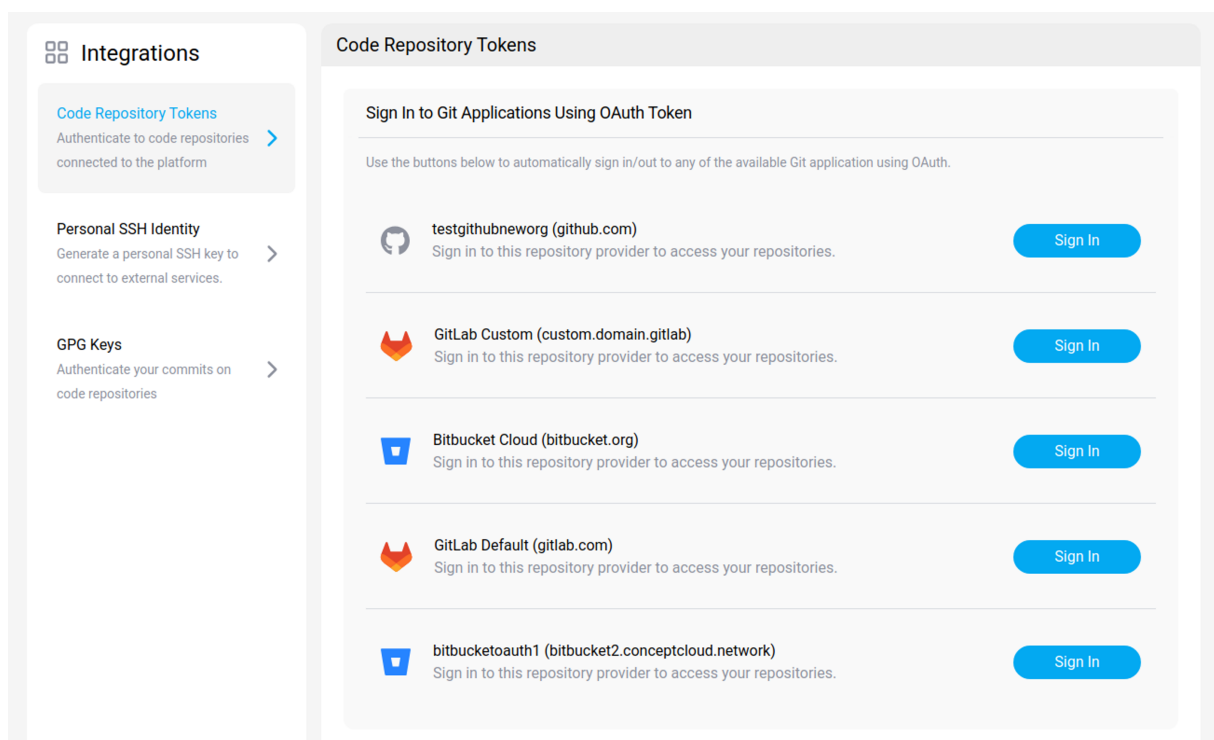 Integrations
Code Repository Tokens
Authenticate to code repositories
connected to the platform
Personal SSH Identity
Generate a personal SSH key to
connect to external services.
GPG Keys
Authenticate your commits on
code repositories
Code Repository Tokens
Sign In to Git Applications Using OAuth Token
Use the buttons below to automatically sign in/out to any of the available Git application using OAuth.
testgithubneworg (github.com)
Sign in to this repository provider to access your repositories.
Sign In
GitLab Custom (custom.domain.gitlab)
Sign in to this repository provider to access your repositories.
Sign In
Bitbucket Cloud (bitbucket.org)
Sign in to this repository provider to access your repositories.
Sign In
GitLab Default (gitlab.com)
Sign in to this repository provider to access your repositories.
Sign In
bitbucketoauth1 (bitbucket2.conceptcloud.network)
Sign in to this repository provider to access your repositories.
Sign In